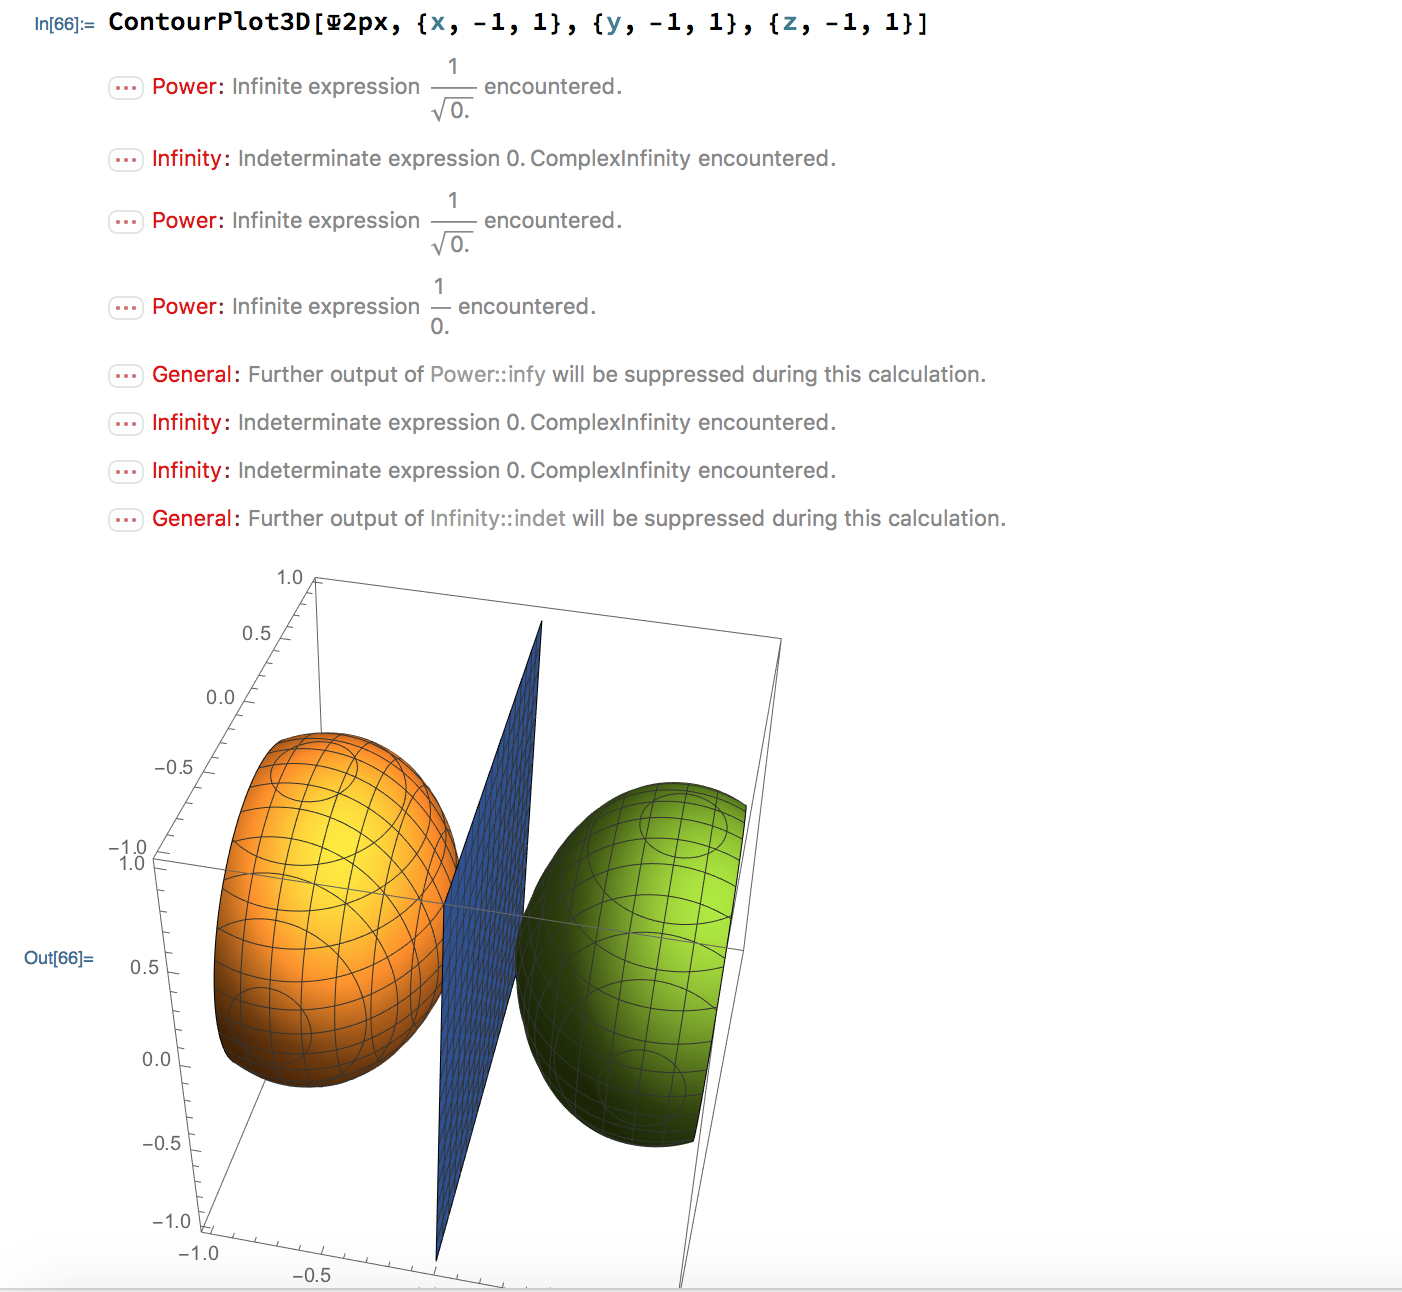 In[66]:= ContourPlot3D[Ψ2px, {x, -1, 1}, {y, -1, 1}, {z, -1, 1}]
... Power: Infinite expression 1/√0. encountered.
... Infinity: Indeterminate expression 0. ComplexInfinity encountered.
... Power: Infinite expression 1/√0. encountered.
... Power: Infinite expression 1/0. encountered.
... General: Further output of Power::infy will be suppressed during this calculation.
... Infinity: Indeterminate expression 0. ComplexInfinity encountered.
... Infinity: Indeterminate expression 0. ComplexInfinity encountered.
... General: Further output of Infinity::indet will be suppressed during this calculation.
1.0
0.5
0.0
-0.5
-1.0
1.0
Out[66]=
0.5
0.0
-0.5
-1.0
-1.0
-0.5